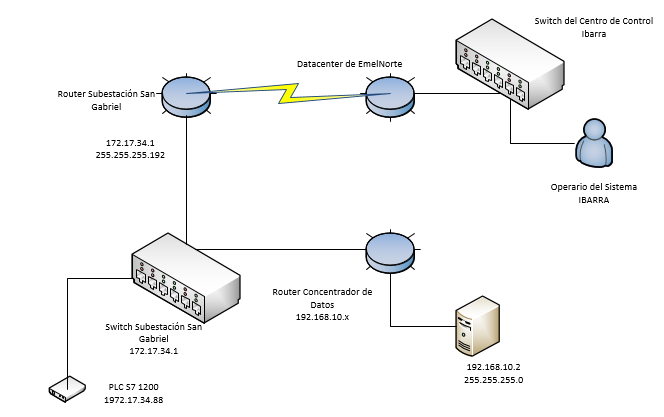 Switch del Centro de Control
Ibarra
Datacenter de EmelNorte
Router Subestación San
Gabriel
172.17.34.1
255.255.255.192
Operario del Sistema
IBARRA
Router Concentrador de
Datos
192.168.10.x
Switch Subestación San
Gabriel
172.17.34.1
192.168.10.2
255.255.255.0
PLC S7 1200
1972.17.34.88